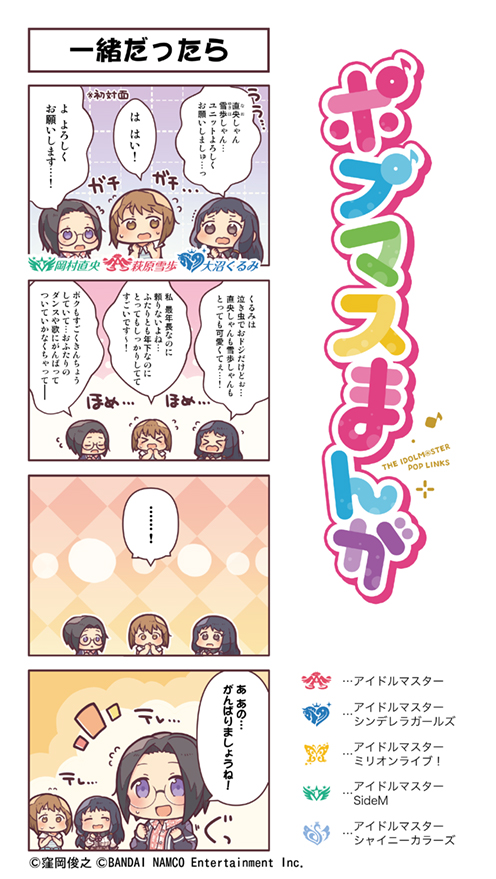 一緒だったら
ポプマスまんが
THE IDOLM@STER
POP LINKS
*初対面
アラ…
直央しゃん
なお
雪歩しゃん…
ゆきほ
ユニットよろしく
お願いしましゅ…っ
は はい!
よ よろしく
お願いします…!
ガチ
ガチ…
岡村直央
萩原雪歩
大沼くるみ
くるみは
泣き虫でおドジだけどぉ…
直央しゃんも雪歩しゃんも
とっても可愛くてぇ…!
私 最年長なのに
頼りないよね…
ふたりとも年下なのに
とってもしっかりしてて
すごいです〜!
ボクもすごくきんちょう
していて…おふたりの
ダンスや歌にがんばって
ついていかなくちゃって━
ほめ…
ほめ…
……!
あ あの…
がんばりましょうね!
テレ…
テレ…
ぐっ
…アイドルマスター
…アイドルマスター
シンデレラガールズ
…アイドルマスター
ミリオンライブ!
…アイドルマスター
SideM
…アイドルマスター
シャイニーカラーズ
©窪岡俊之 ©BANDAI NAMCO Entertainment Inc.